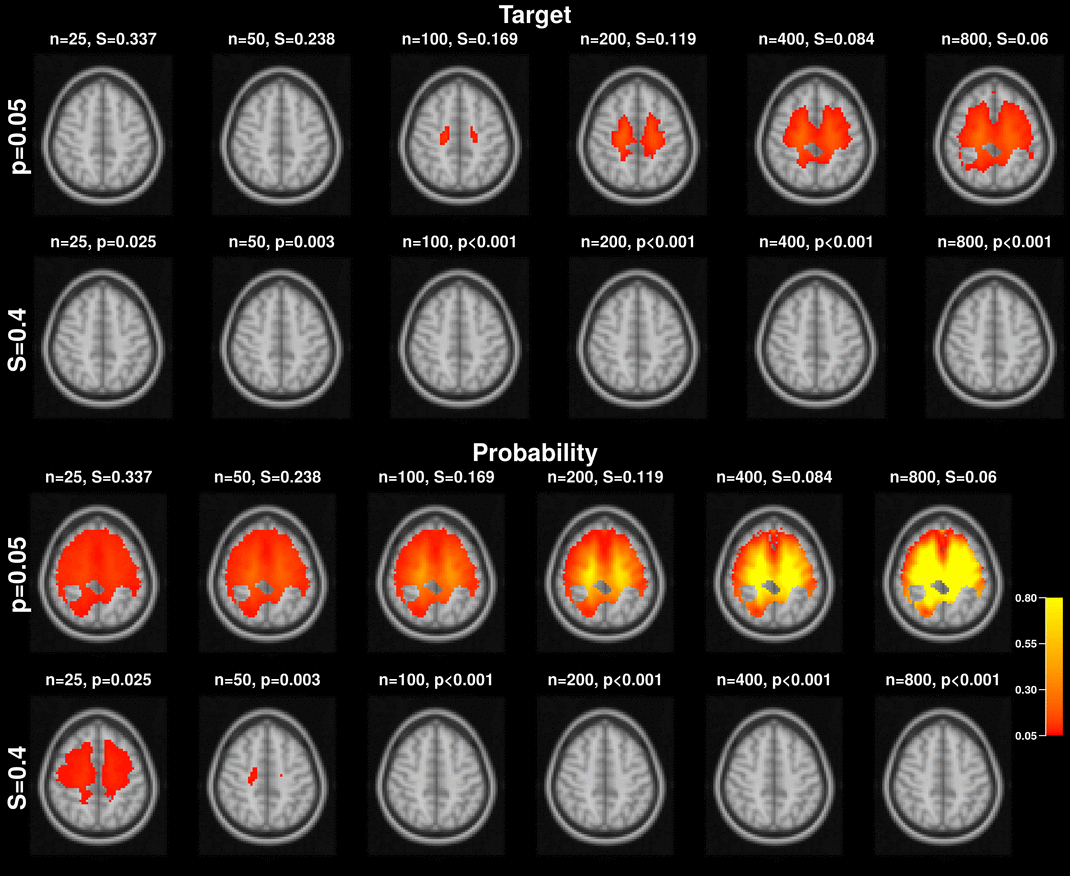 Target
n=25, S=0.337 n=50, S=0.238 n=100, S=0.169 n=200, S=0.119 n=400, S=0.084 n=800, S=0.06
p=0.05
n=25, p=0.025 n=50, p=0.003 n=100, p<0.001 n=200, p<0.001 n=400, p<0.001 n=800, p<0.001
S=0.4
Probability
n=25, S=0.337 n=50, S=0.238 n=100, S=0.169 n=200, S=0.119 n=400, S=0.084 n=800, S=0.06
p=0.05
0.80
0.55
0.30
0.05
n=25, p=0.025 n=50, p=0.003 n=100, p<0.001 n=200, p<0.001 n=400, p<0.001 n=800, p<0.001
S=0.4